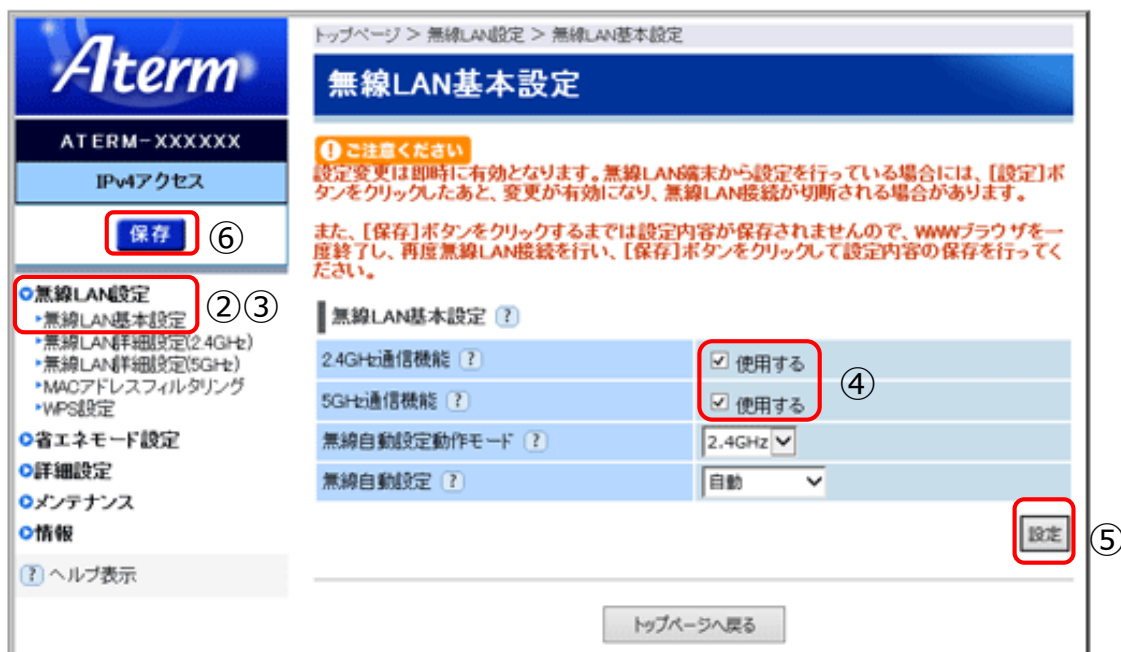 Aterm
ATERM-XXXXXX
IPv4アクセス
保存 ⑥
無線LAN設定
無線LAN基本設定
②③
無線LAN詳細設定(2.4GHz)
無線LAN詳細設定(5GHz)
MACアドレスフィルタリング
WPS設定
省エネモード設定
詳細設定
メンテナンス
情報
? ヘルプ表示
トップページ > 無線LAN設定 > 無線LAN基本設定
無線LAN基本設定
! ご注意ください
設定変更は即時に有効となります。無線LAN端末から設定を行っている場合には、[設定]ボ
タンをクリックしたあと、変更が有効になり、無線LAN接続が切断される場合があります。
また、[保存]ボタンをクリックするまでは設定内容が保存されませんので、WWWブラウザを一
度終了し、再度無線LAN接続を行い、[保存]ボタンをクリックして設定内容の保存を行ってく
ださい。
無線LAN基本設定 ?
2.4GHz通信機能 ? 使用する
④
5GHz通信機能 ? 使用する
無線自動設定動作モード ? 2.4GHz
無線自動設定 ? 自動
設定 ⑤
トップページへ戻る